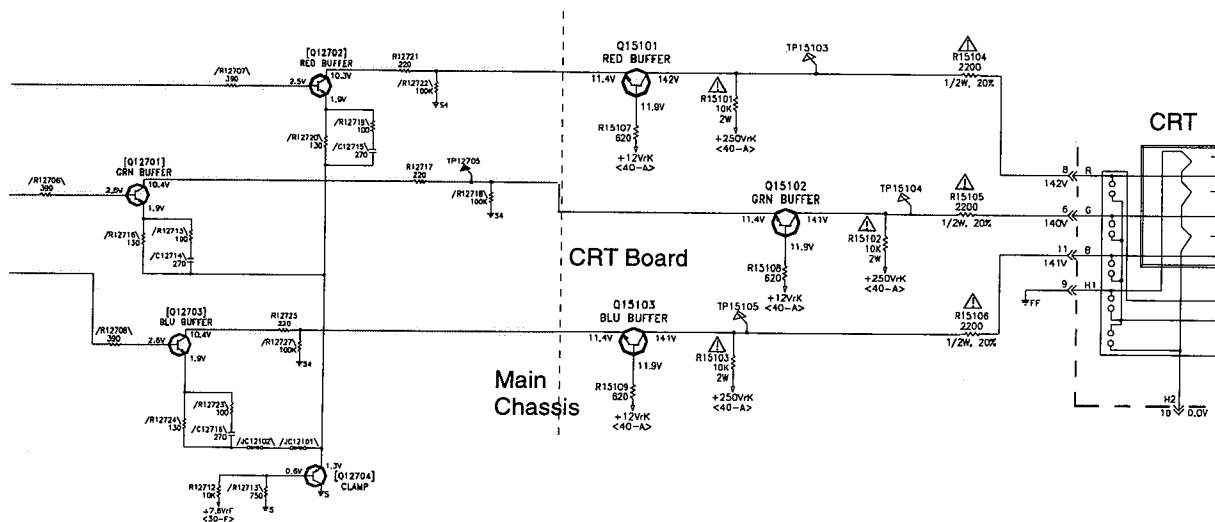 [Q12702]
RED BUFFER
/R12707\
390
2.5V
10.3V
1.9V
R12721
220
/R12722\
100K
S4
/R12719\
100
/R12720\
130
/C12715\
270
Q15101
RED BUFFER
11.4V
142V
11.9V
R15107
620
+12VrK
<40-A>
R15101
10K
2W
+250VrK
<40-A>
TP15103
R15104
2200
1/2W, 20%
CRT
[Q12701]
GRN BUFFER
/R12706\
390
2.6V
10.4V
1.9V
R12717
220
TP12705
/R12718\
100K
S4
/R12716\
130
/R12713\
100
/C12714\
270
Q15102
GRN BUFFER
11.4V
141V
11.9V
R15108
620
+12VrK
<40-A>
R15102
10K
2W
+250VrK
<40-A>
TP15104
R15105
2200
1/2W, 20%
CRT Board
8
R
142V
6
G
140V
11
B
141V
9
H1
FF
[Q12703]
BLU BUFFER
/R12708\
390
2.6V
10.4V
1.9V
R12725
220
/R12727\
100K
S4
Q15103
BLU BUFFER
11.4V
141V
11.9V
R15109
620
+12VrK
<40-A>
R15103
10K
2W
+250VrK
<40-A>
TP15105
R15106
2200
1/2W, 20%
Main
Chassis
/R12723\
100
/R12724\
130
/C12716\
270
/JC12102\
/JC12101\
H2
10
0.0V
0.6V
1.3V
[Q12704]
CLAMP
S
R12712
10K
+7.6VrF
<30-F>
/R12713\
750
S